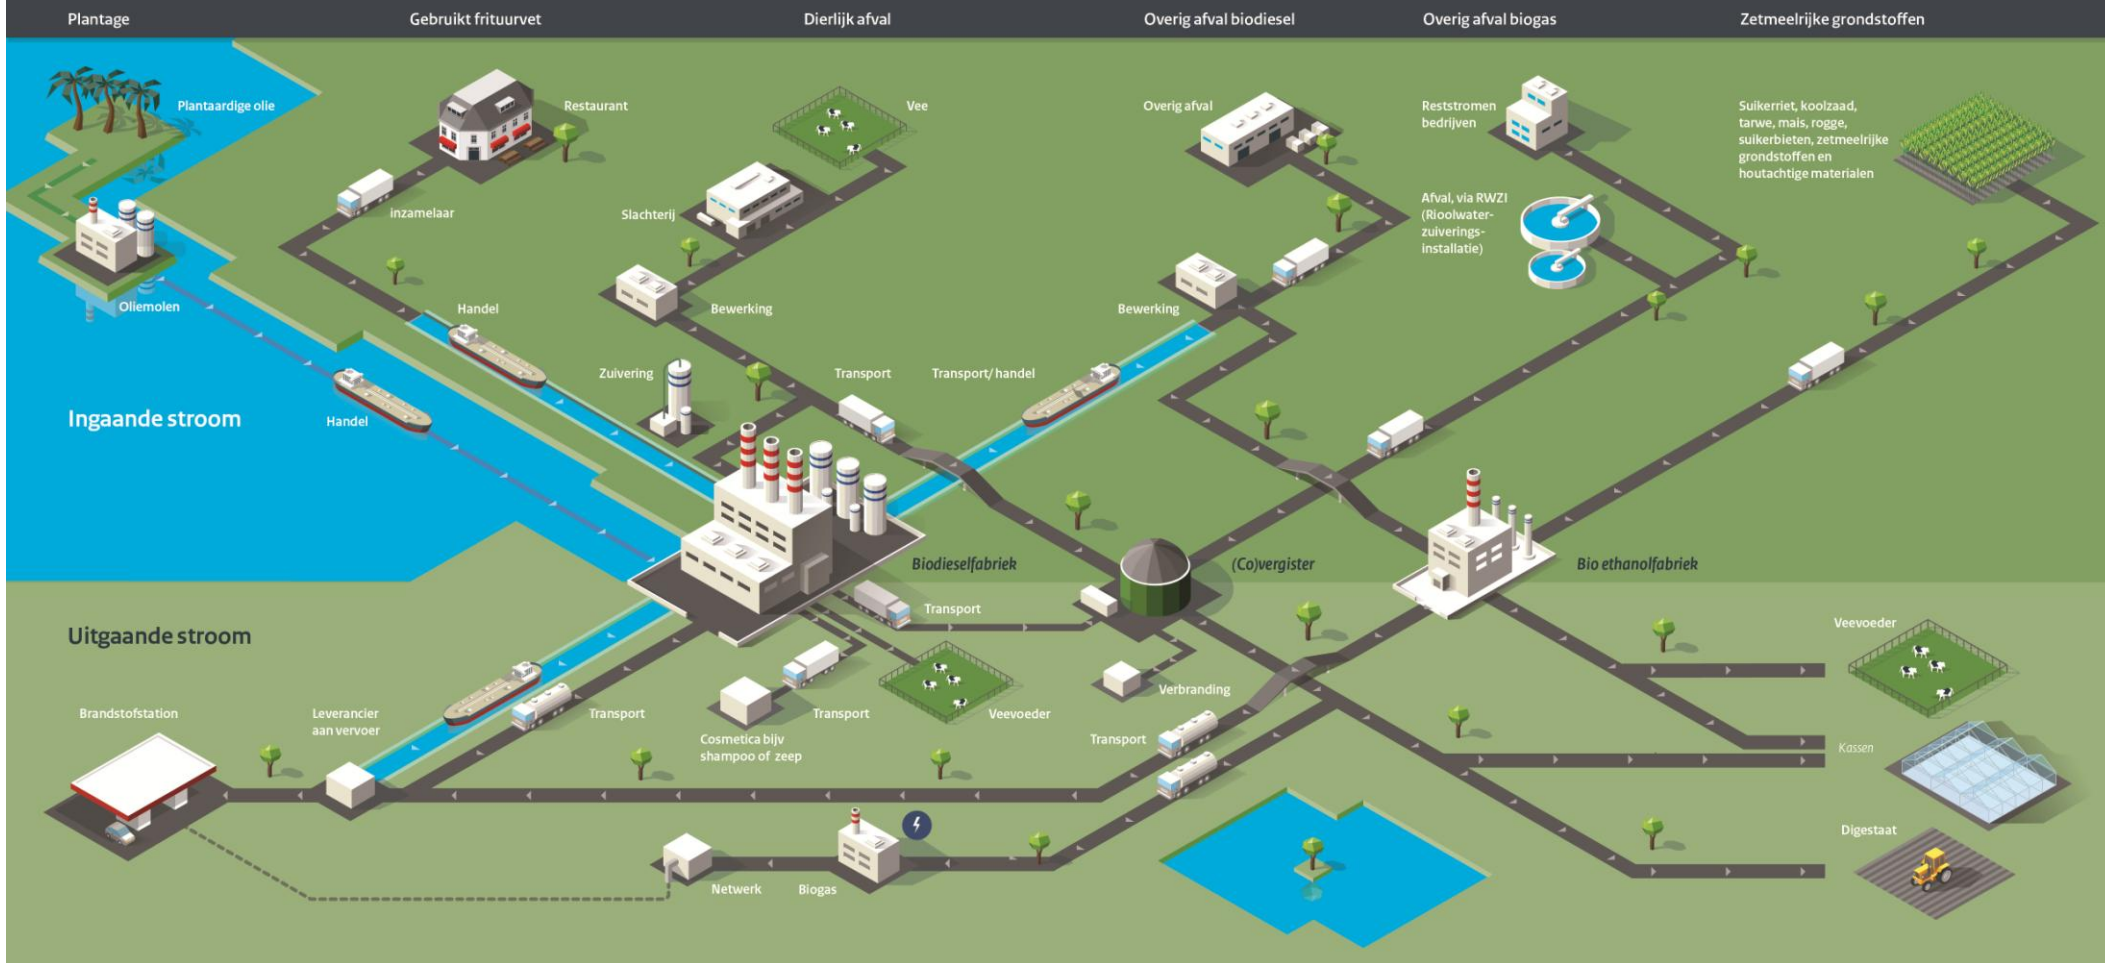 Plantage
Gebruikt frituurvet
Dierlijk afval
Overig afval biodiesel
Overig afval biogas
Zetmeelrijke grondstoffen
Plantaardige olie
Restaurant
Vee
Overig afval
Reststromen
bedrijven
Suikerriet, koolzaad,
tarwe, mais, rogge,
suikerbieten, zetmeelrijke
grondstoffen en
houtachtige materialen
inzamelaar
Slachterij
Afval, via RWZI
(Rioolwater-
zuiverings-
installatie)
Oliemolen
Handel
Bewerking
Bewerking
Zuivering
Transport
Transport/handel
Ingaande stroom
Handel
Biodieselfabriek
(Co)vergister
Bio ethanolfabriek
Uitgaande stroom
Transport
Veevoeder
Brandstofstation
Leverancier
aan vervoer
Transport
Transport
Veevoeder
Verbranding
Cosmetica bijv
shampoo of zeep
Transport
Kassen
Netwerk
Biogas
Digestaat